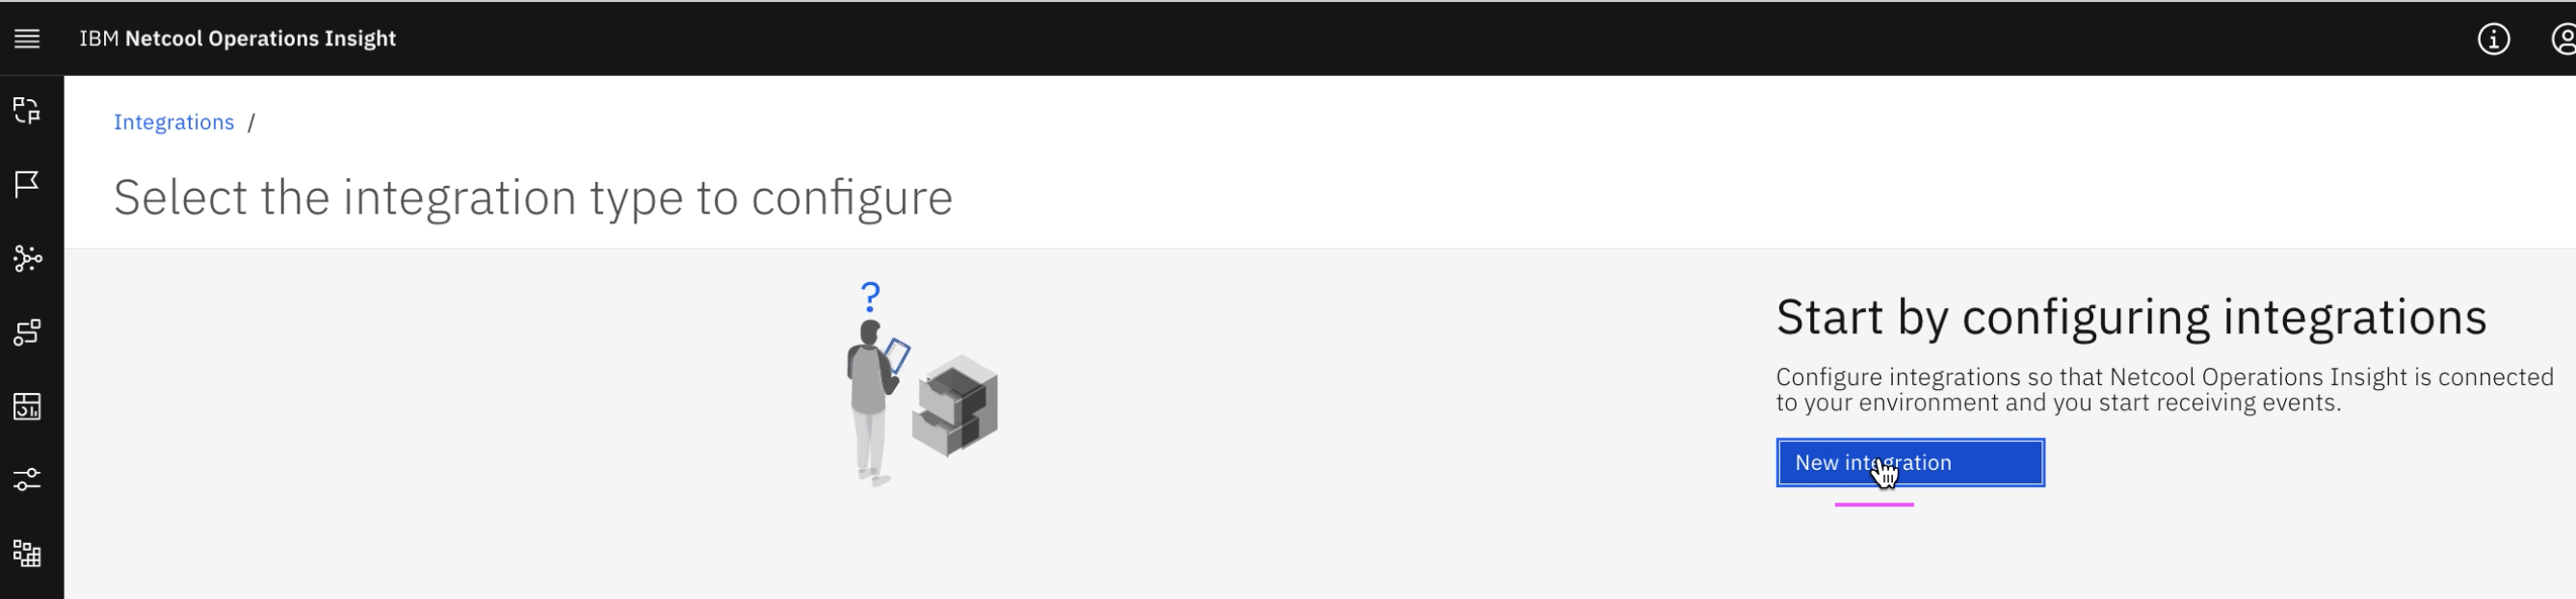 IBM Netcool Operations Insight
Integrations /
Select the integration type to configure
?
Start by configuring integrations
Configure integrations so that Netcool Operations Insight is connected
to your environment and you start receiving events.
New integration